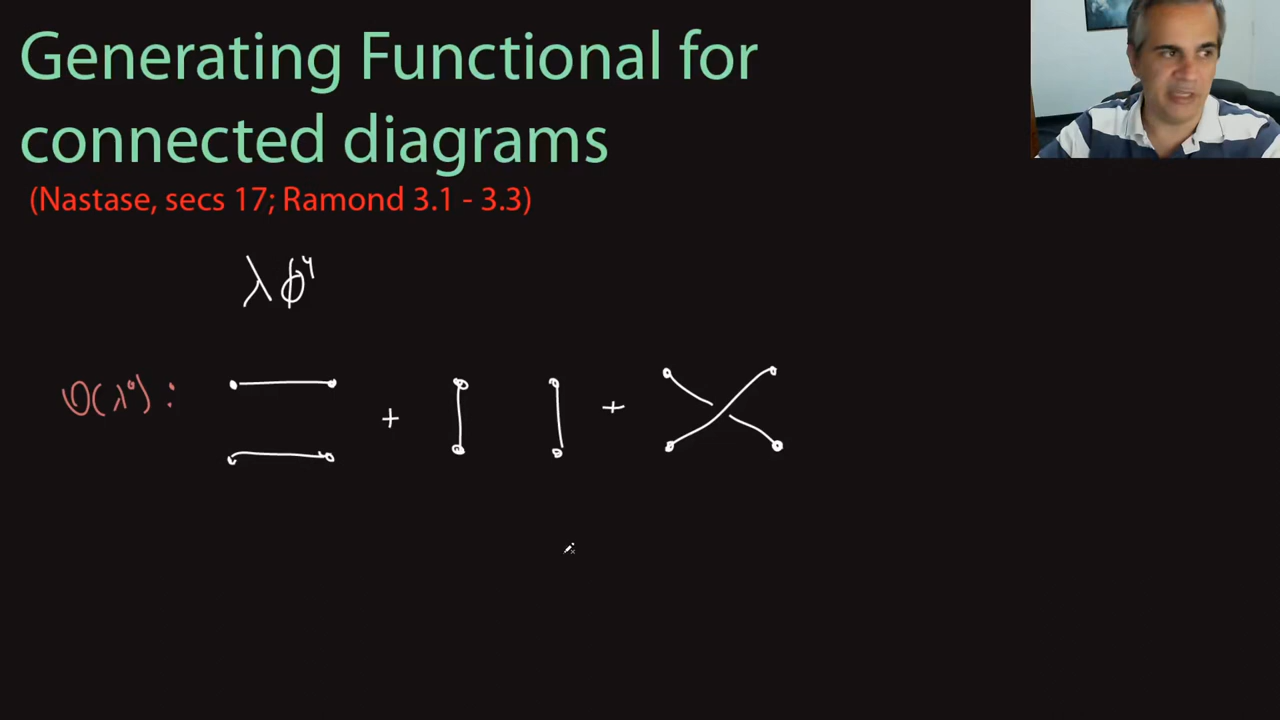 Generating Functional for
connected diagrams
(Nastase, secs 17; Ramond 3.1 - 3.3)
λϕ⁴
O(λ⁰) :
+ +